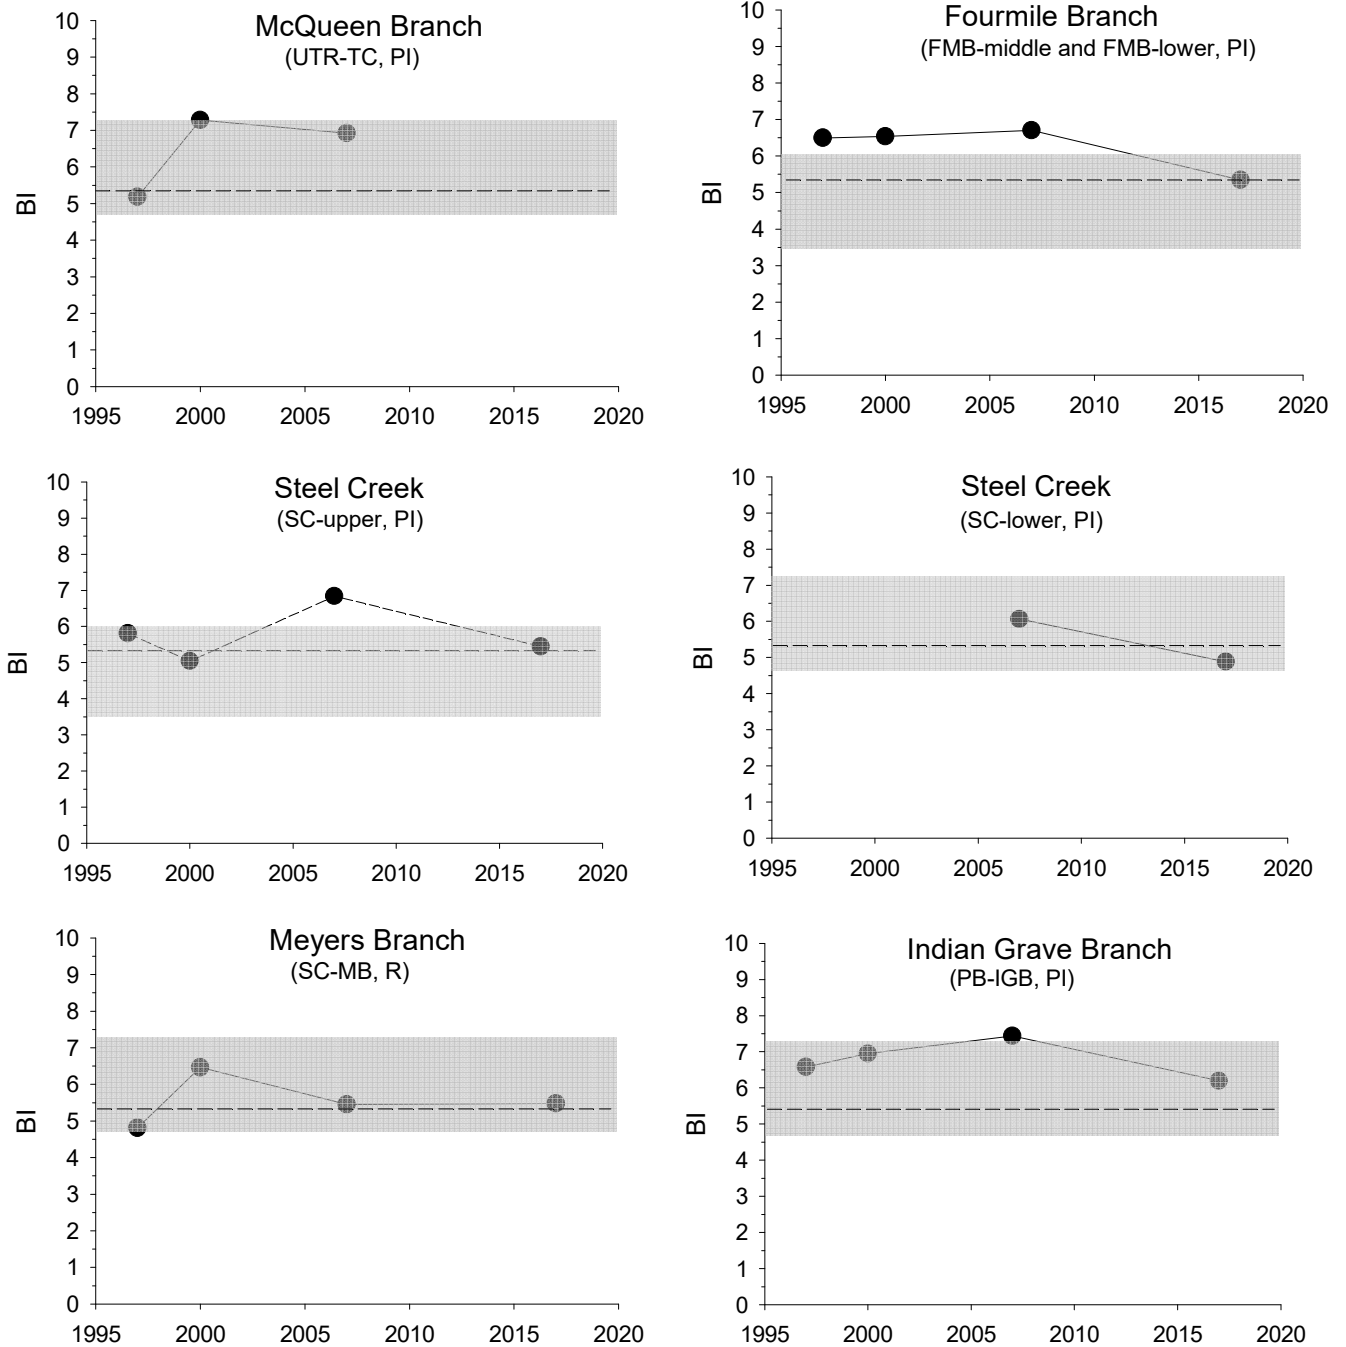 McQueen Branch
(UTR-TC, PI)
10
9
8
7
6
5
4
3
2
1
0
BI
1995 2000 2005 2010 2015 2020
Fourmile Branch
(FMB-middle and FMB-lower, PI)
10
9
8
7
6
5
4
3
2
1
0
BI
1995 2000 2005 2010 2015 2020
Steel Creek
(SC-upper, PI)
10
9
8
7
6
5
4
3
2
1
0
BI
1995 2000 2005 2010 2015 2020
Steel Creek
(SC-lower, PI)
10
9
8
7
6
5
4
3
2
1
0
BI
1995 2000 2005 2010 2015 2020
Meyers Branch
(SC-MB, R)
10
9
8
7
6
5
4
3
2
1
0
BI
1995 2000 2005 2010 2015 2020
Indian Grave Branch
(PB-IGB, PI)
10
9
8
7
6
5
4
3
2
1
0
BI
1995 2000 2005 2010 2015 2020